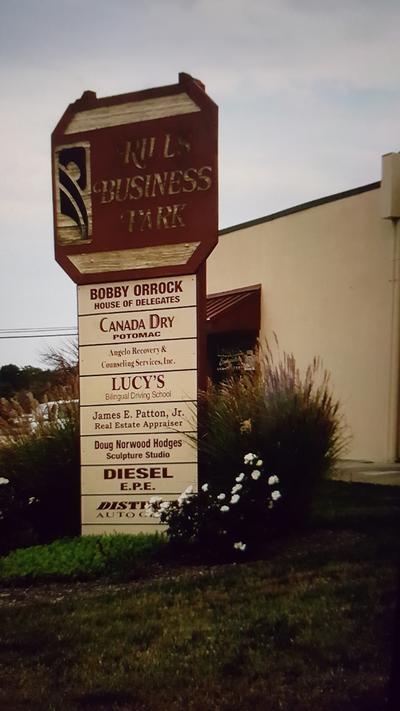 BUSINESS
PARK
BOBBY ORROCK
HOUSE OF DELEGATES
CANADA DRY
POTOMAC
Angelo Recovery &
Counseling Services, Inc.
LUCY'S
Bilingual Driving School
James E. Patton, Jr.
Real Estate Appraiser
Doug Norwood Hodges
Sculpture Studio
DIESEL
E.P.E.
AUTO